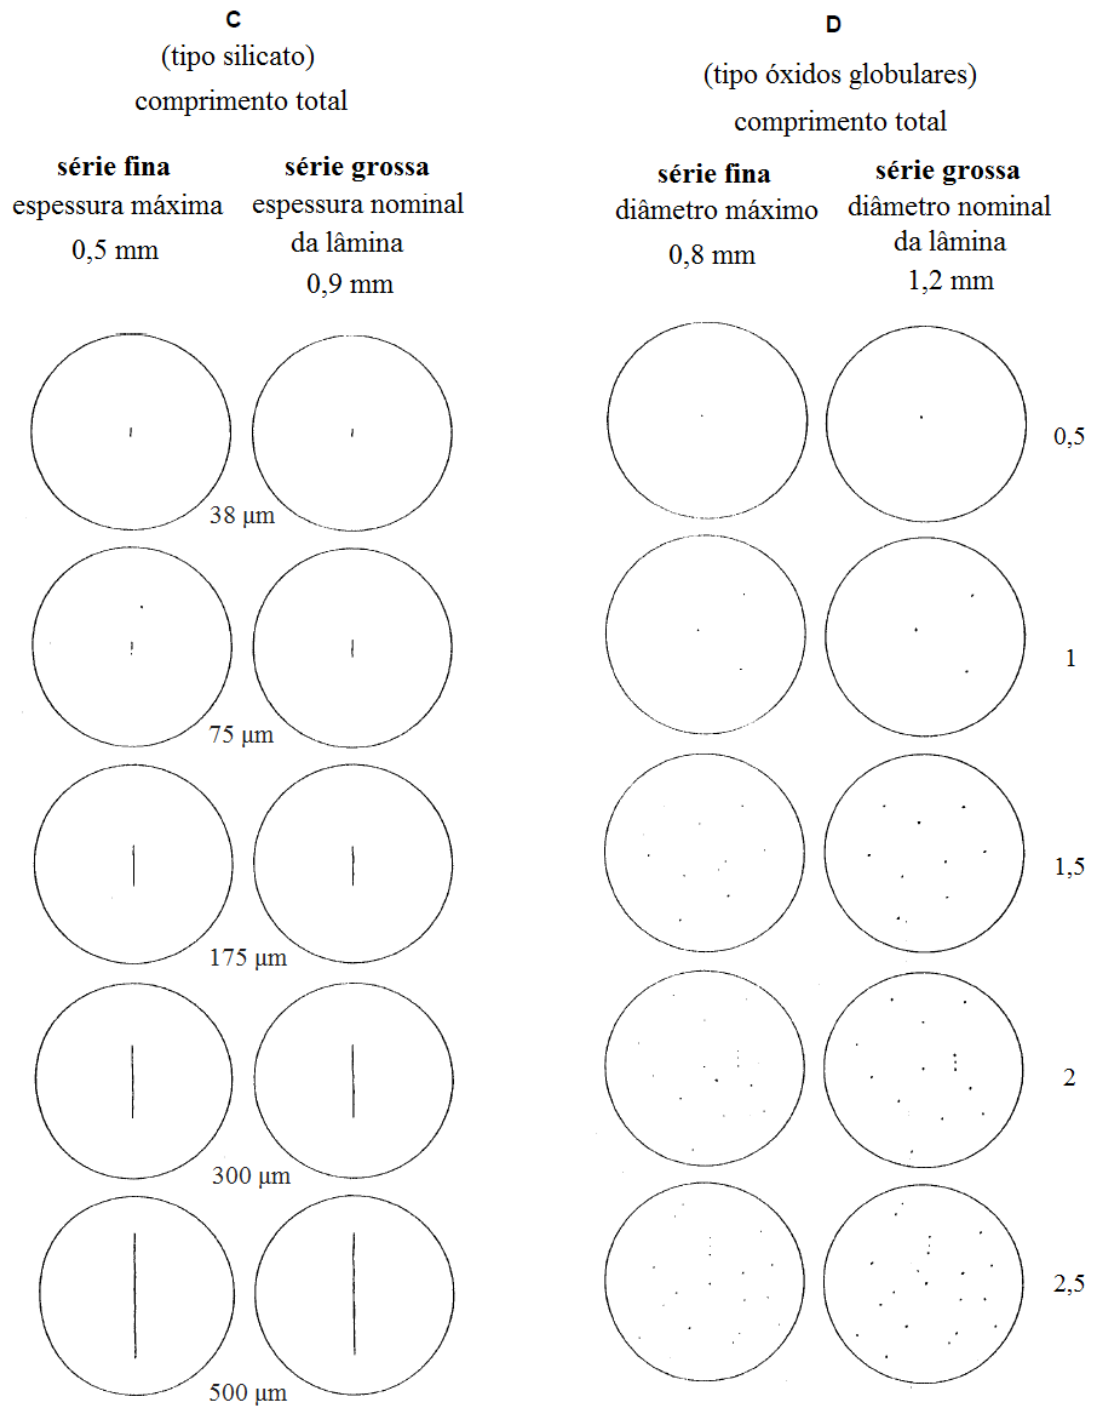 C
(tipo silicato)
comprimento total
série fina
espessura máxima
0,5 mm
série grossa
espessura nominal
da lâmina
0,9 mm
38 µm
75 µm
175 µm
300 µm
500 µm
D
(tipo óxidos globulares)
comprimento total
série fina
diâmetro máximo
0,8 mm
série grossa
diâmetro nominal
da lâmina
1,2 mm
0,5
1
1,5
2
2,5